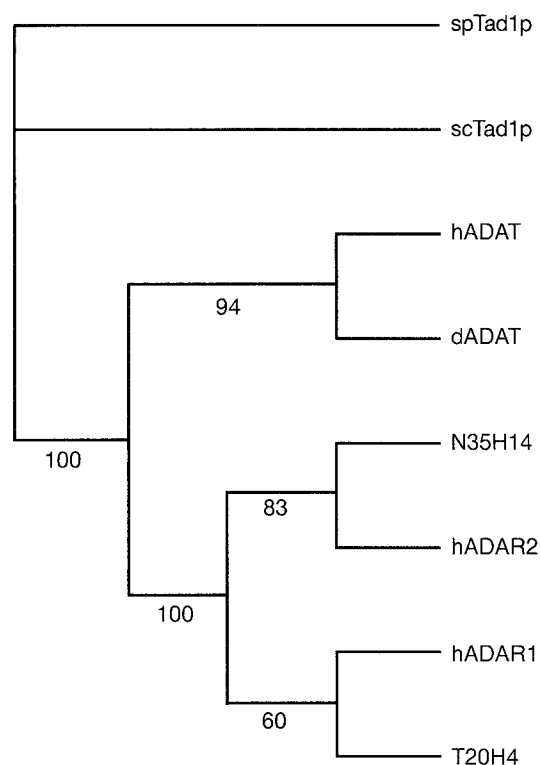 spTad1p
scTad1p
hADAT
94
dADAT
N35H14
100
83
hADAR2
100
hADAR1
60
T20H4